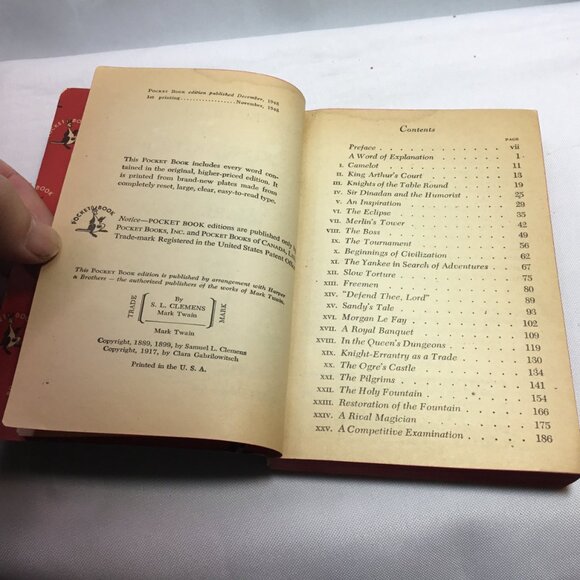 POCKET BOOK edition published December, 1948
1st printing..................November, 1948
This POCKET BOOK includes every word contained
in the original, higher-priced edition. It
is printed from brand-new plates made from
completely reset, large, clear, easy-to-read type.
POCKET BOOK
Notice—POCKET BOOK editions are published only by
POCKET BOOKS, INC. and POCKET BOOKS OF CANADA,
Trade-mark Registered in the United States Patent
This POCKET BOOK edition is published by arrangement with Harper
& Brothers – the authorized publishers of the works of Mark Twain.
TRADE
By
S. L. CLEMENS
Mark Twain
MARK
Mark Twain
Copyright, 1889, 1899, by Samuel L. Clemens
Copyright, 1917, by Clara Gabrilowitsch
Printed in the U. S. A.
Contents
PAGE
Preface vii
A Word of Explanation 1
I. Camelot 11
II. King Arthur's Court 13
III. Knights of the Table Round 19
IV. Sir Dinadan and the Humorist 25
V. An Inspiration 29
VI. The Eclipse 35
VII. Merlin's Tower 42
VIII. The Boss 49
IX. The Tournament 56
X. Beginnings of Civilization 62
XI. The Yankee in Search of Adventures 67
XII. Slow Torture 75
XIII. Freemen 80
XIV. "Defend Thee, Lord" 89
XV. Sandy's Tale 94
XVI. Morgan Le Fay 102
XVII. A Royal Banquet 109
XVIII. In the Queen's Dungeons 119
XIX. Knight-Errantry as a Trade 130
XX. The Ogre's Castle 134
XXI. The Pilgrims 141
XXII. The Holy Fountain 154
XXIII. Restoration of the Fountain 166
XXIV. A Rival Magician 175
XXV. A Competitive Examination 186